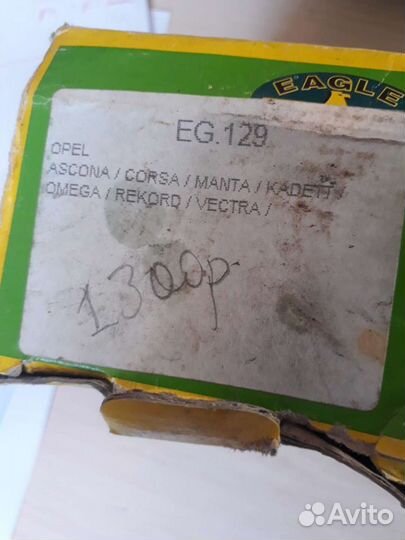 EAGLE
EG.129
OPEL
ASCONA / CORSA / MANTA / KADETT /
OMEGA / REKORD / VECTRA /
1300р
Avito